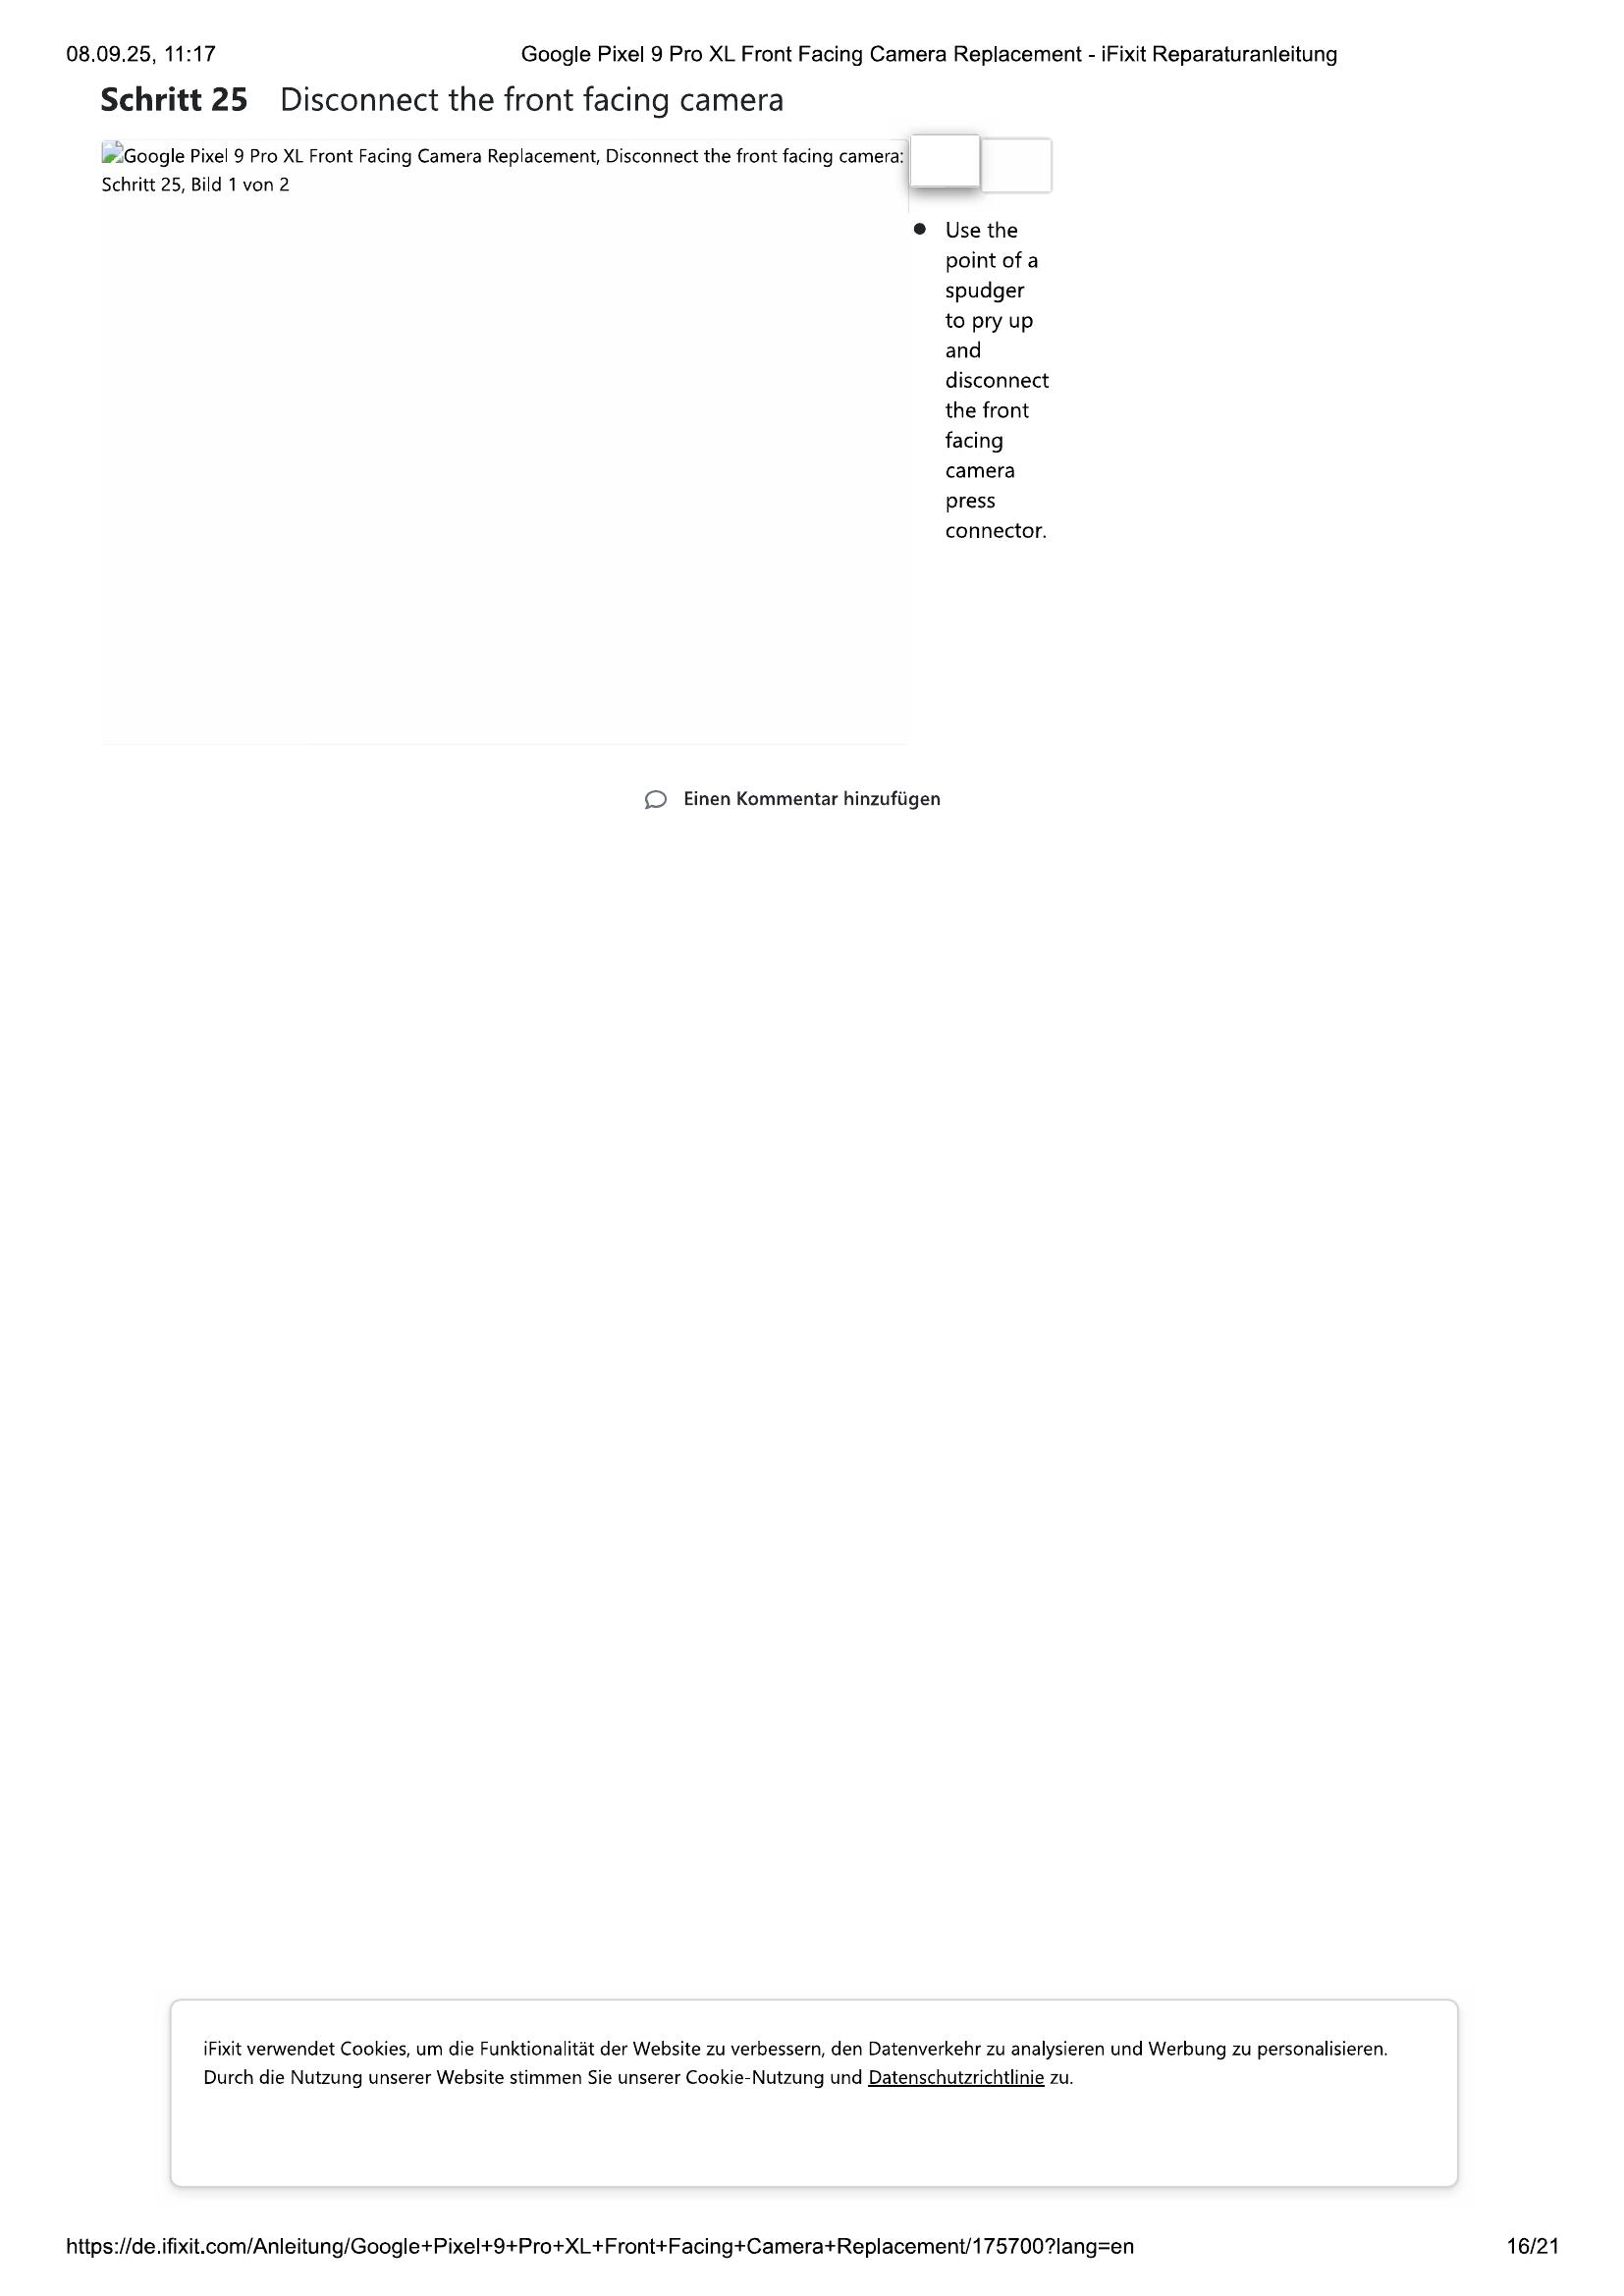 08.09.25, 11:17
Google Pixel 9 Pro XL Front Facing Camera Replacement - iFixit Reparaturanleitung
Schritt 25 Disconnect the front facing camera
Google Pixel 9 Pro XL Front Facing Camera Replacement, Disconnect the front facing camera:
Schritt 25, Bild 1 von 2
Use the
point of a
spudger
to pry up
and
disconnect
the front
facing
camera
press
connector.
Einen Kommentar hinzufügen
iFixit verwendet Cookies, um die Funktionalität der Website zu verbessern, den Datenverkehr zu analysieren und Werbung zu personalisieren.
Durch die Nutzung unserer Website stimmen Sie unserer Cookie-Nutzung und Datenschutzrichtlinie zu.
https://de.ifixit.com/Anleitung/Google+Pixel+9+Pro+XL+Front+Facing+Camera+Replacement/175700?lang=en
16/21